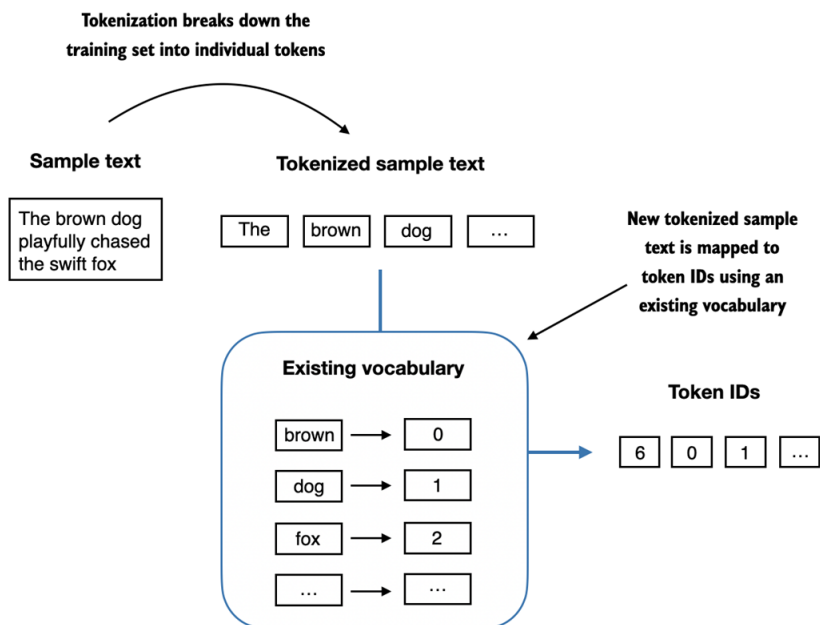 Tokenization breaks down the
training set into individual tokens
Sample text
Tokenized sample text
The brown dog
playfully chased
the swift fox
The
brown
dog
...
New tokenized sample
text is mapped to
token IDs using an
existing vocabulary
Existing vocabulary
Token IDs
brown
0
6
0
1
...
dog
1
fox
2
...
...